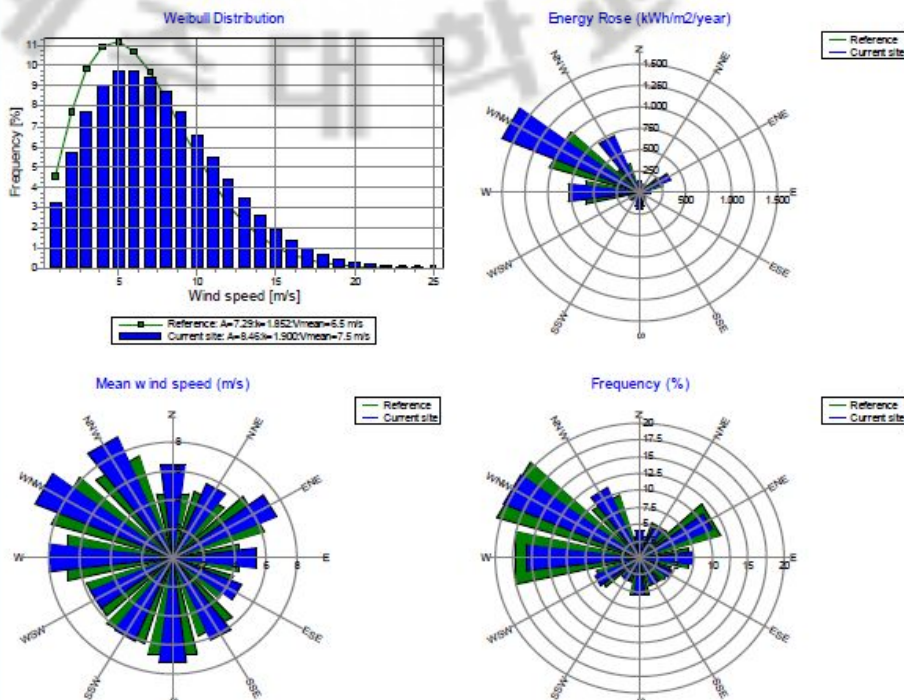 대 학
Weibull Distribution
Frequency [%]
11
10
9
8
7
6
5
4
3
2
1
0
5
10
15
20
25
Wind speed [m/s]
Reference: A=7.29;k=1.852;Vmean=6.5 m/s
Current site: A=8.46;k=1.900;Vmean=7.5 m/s
Energy Rose (kWh/m2/year)
Reference
Current site
N
NNE
ENE
E
ESE
SSE
S
SSW
WSW
W
WNW
NNW
1.500
1.250
1.000
750
500
250
500
1.000
1.500
Mean wind speed (m/s)
Reference
Current site
N
NNE
ENE
E
ESE
SSE
SSW
WSW
W
WNW
NNW
8
6
8
Frequency (%)
Reference
Current site
N
NNE
ENE
E
ESE
SSE
SSW
WSW
W
WNW
NNW
20
17.5
15
12.5
10
7.5
5
10
15
20